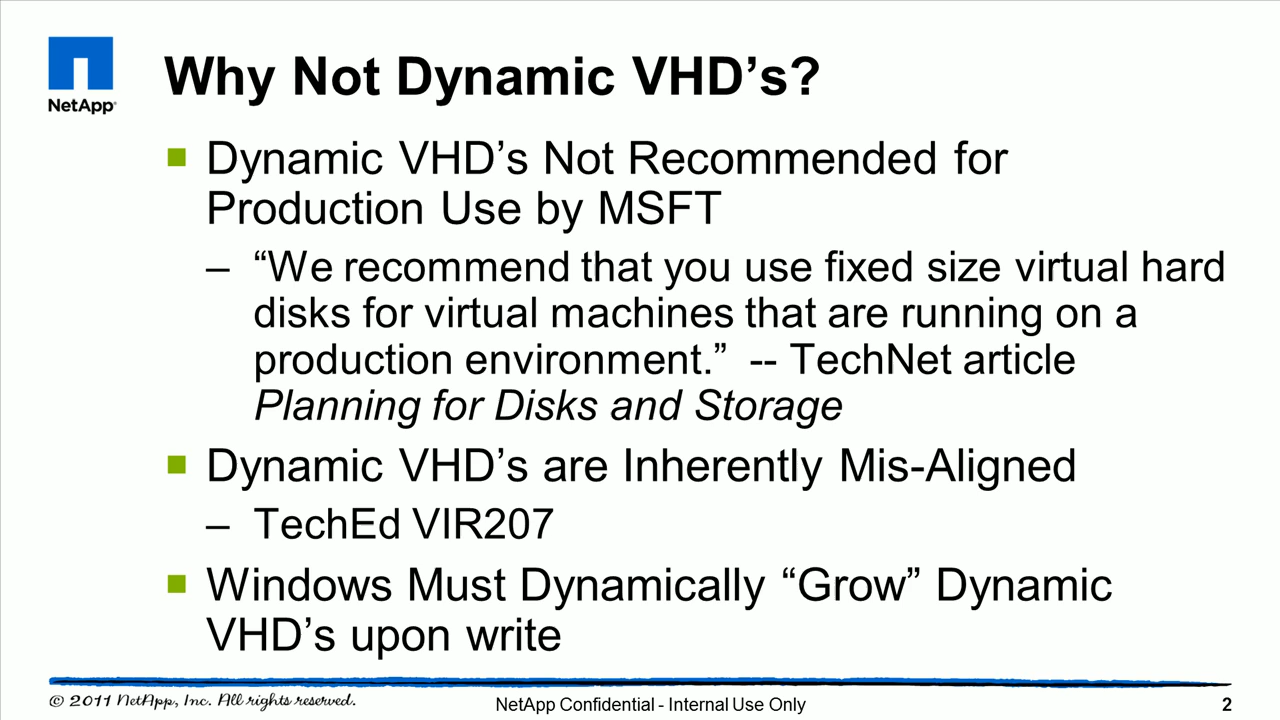 NetApp®
Why Not Dynamic VHD’s?
Dynamic VHD’s Not Recommended for
Production Use by MSFT
– “We recommend that you use fixed size virtual hard
disks for virtual machines that are running on a
production environment.” -- TechNet article
Planning for Disks and Storage
Dynamic VHD’s are Inherently Mis-Aligned
– TechEd VIR207
Windows Must Dynamically “Grow” Dynamic
VHD’s upon write
© 2011 NetApp, Inc. All rights reserved.
NetApp Confidential - Internal Use Only
2